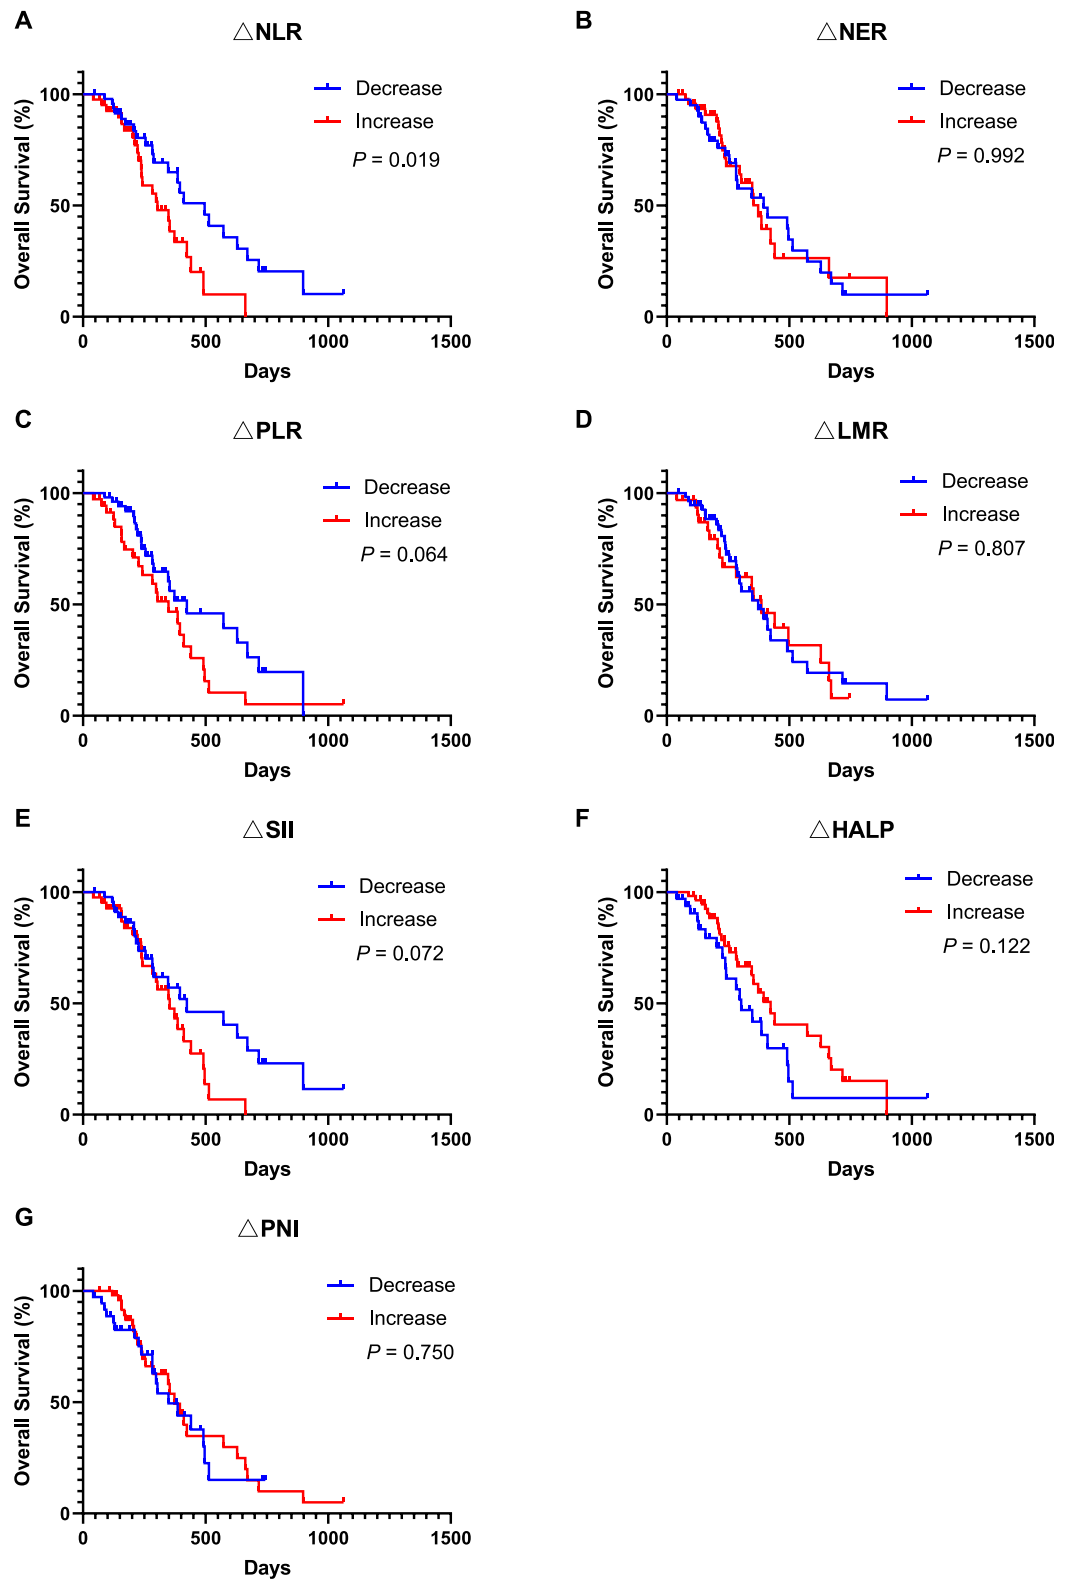 A
△NLR
Overall Survival (%)
100
50
0
0 500 1000 1500
Days
Decrease
Increase
P = 0.019
B
△NER
Overall Survival (%)
100
50
0
0 500 1000 1500
Days
Decrease
Increase
P = 0.992
C
△PLR
Overall Survival (%)
100
50
0
0 500 1000 1500
Days
Decrease
Increase
P = 0.064
D
△LMR
Overall Survival (%)
100
50
0
0 500 1000 1500
Days
Decrease
Increase
P = 0.807
E
△SII
Overall Survival (%)
100
50
0
0 500 1000 1500
Days
Decrease
Increase
P = 0.072
F
△HALP
Overall Survival (%)
100
50
0
0 500 1000 1500
Days
Decrease
Increase
P = 0.122
G
△PNI
Overall Survival (%)
100
50
0
0 500 1000 1500
Days
Decrease
Increase
P = 0.750